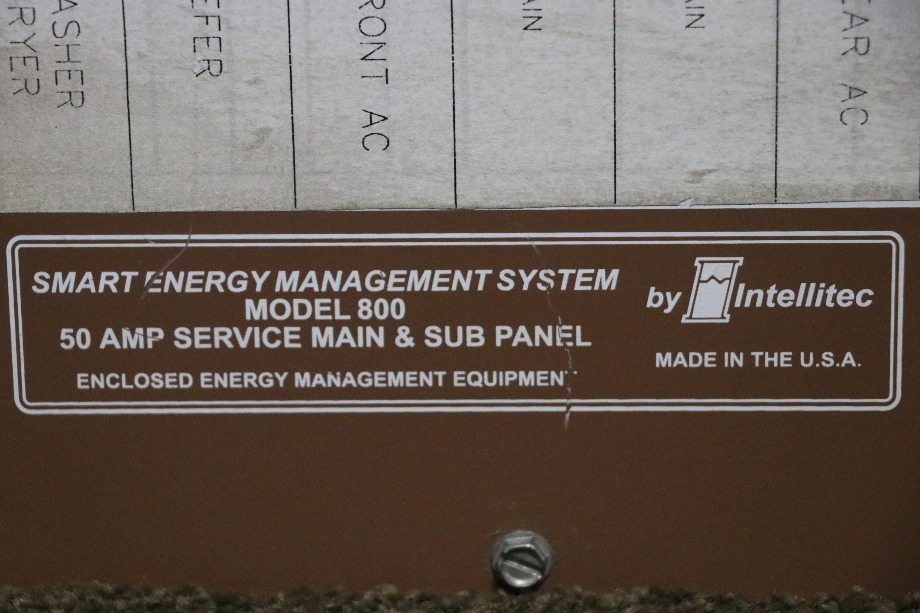 ASHER
RYER
EFER
RONT AC
AIN
AIN
EAR AC
SMART ENERGY MANAGEMENT SYSTEM
MODEL 800
50 AMP SERVICE MAIN & SUB PANEL
ENCLOSED ENERGY MANAGEMENT EQUIPMENT
by Intellitec
MADE IN THE U.S.A.